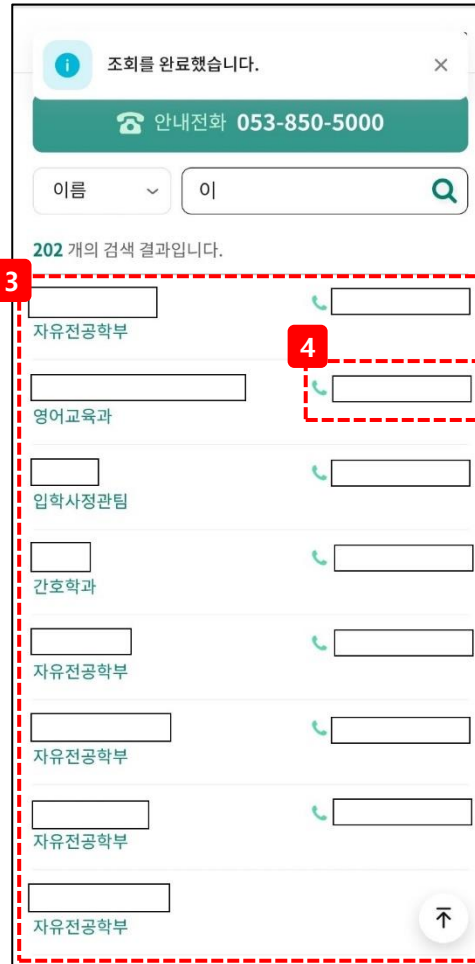 조회를 완료했습니다.
안내전화 053-850-5000
이름
이
202 개의 검색 결과입니다.
3
자유전공학부
4
영어교육과
입학사정관팀
간호학과
자유전공학부
자유전공학부
자유전공학부
자유전공학부